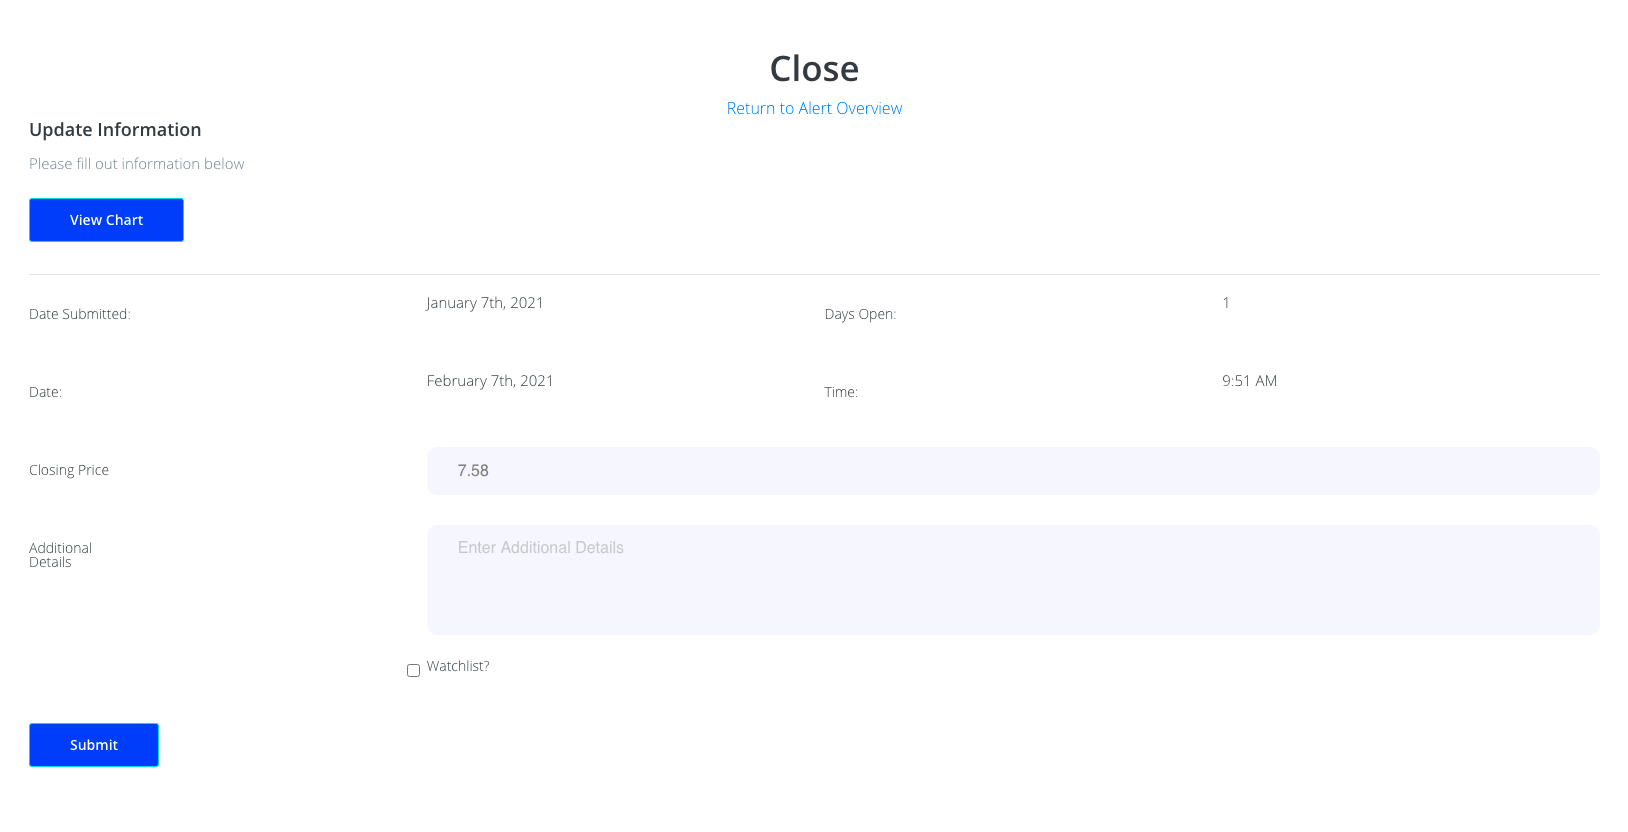 Close
Return to Alert Overview
Update Information
Please fill out information below
View Chart
Date Submitted: January 7th, 2021 Days Open: 1
Date: February 7th, 2021 Time: 9:51 AM
Closing Price 7.58
Additional
Details
Enter Additional Details
Watchlist?
Submit